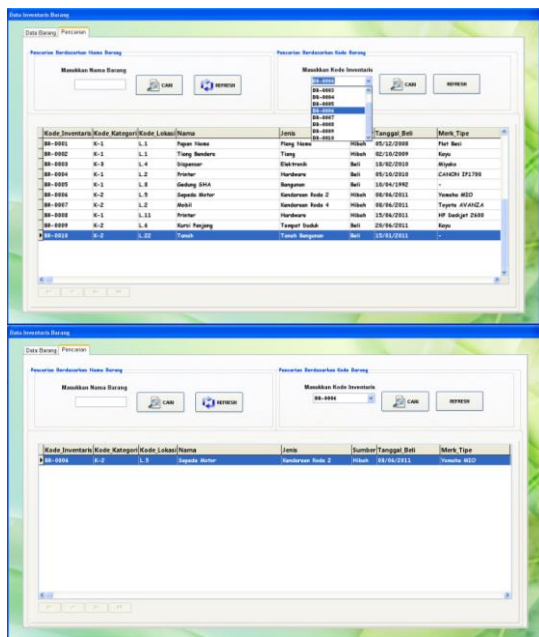 Data Inventaris Barang
Data Barang Pencarian
Pencarian Berdasarkan Nama Barang
Pencarian Berdasarkan Kode Barang
Masukkan Nama Barang
Masukkan Kode Inventaris
CARI REFRESH
BR-0006 CARI REFRESH
BR-0003
BR-0004
BR-0005
BR-0006
BR-0007
BR-0008
BR-0009
BR-0010
Kode_Inventaris Kode_Kategori Kode_Lokasi Nama Jenis Tanggal_Beli Merk_Tipe
BR-0001 K-1 L.1 Papan Nama Plang Nama Hibah 05/12/2008 Plat Besi
BR-0002 K-1 L.1 Tiang Bendera Tiang Hibah 02/10/2009 Kayu
BR-0003 K-3 L.4 Dispenser Elektronik Beli 10/02/2010 Miyako
BR-0004 K-1 L.2 Printer Hardware Beli 05/10/2010 CANON IP1700
BR-0005 K-1 L.8 Gedung SMA Bangunan Beli 10/04/1992 -
BR-0006 K-2 L.5 Sepeda Motor Kendaraan Roda 2 Hibah 08/06/2011 Yamaha MIO
BR-0007 K-2 L.2 Mobil Kendaraan Roda 4 Hibah 08/06/2011 Toyota AVANZA
BR-0008 K-1 L.11 Printer Hardware Hibah 15/06/2011 HP Deskjet 2600
BR-0009 K-2 L.6 Kursi Panjang Tempat Duduk Beli 20/06/2011 Kayu
BR-0010 K-2 L.22 Tanah Tanah Bangunan Beli 15/01/2011 -
Data Inventaris Barang
Data Barang Pencarian
Pencarian Berdasarkan Nama Barang
Pencarian Berdasarkan Kode Barang
Masukkan Nama Barang
Masukkan Kode Inventaris
CARI REFRESH
BR-0006 CARI REFRESH
Kode_Inventaris Kode_Kategori Kode_Lokasi Nama Jenis Sumber Tanggal_Beli Merk_Tipe
BR-0006 K-2 L.5 Sepeda Motor Kendaraan Roda 2 Hibah 08/06/2011 Yamaha MIO